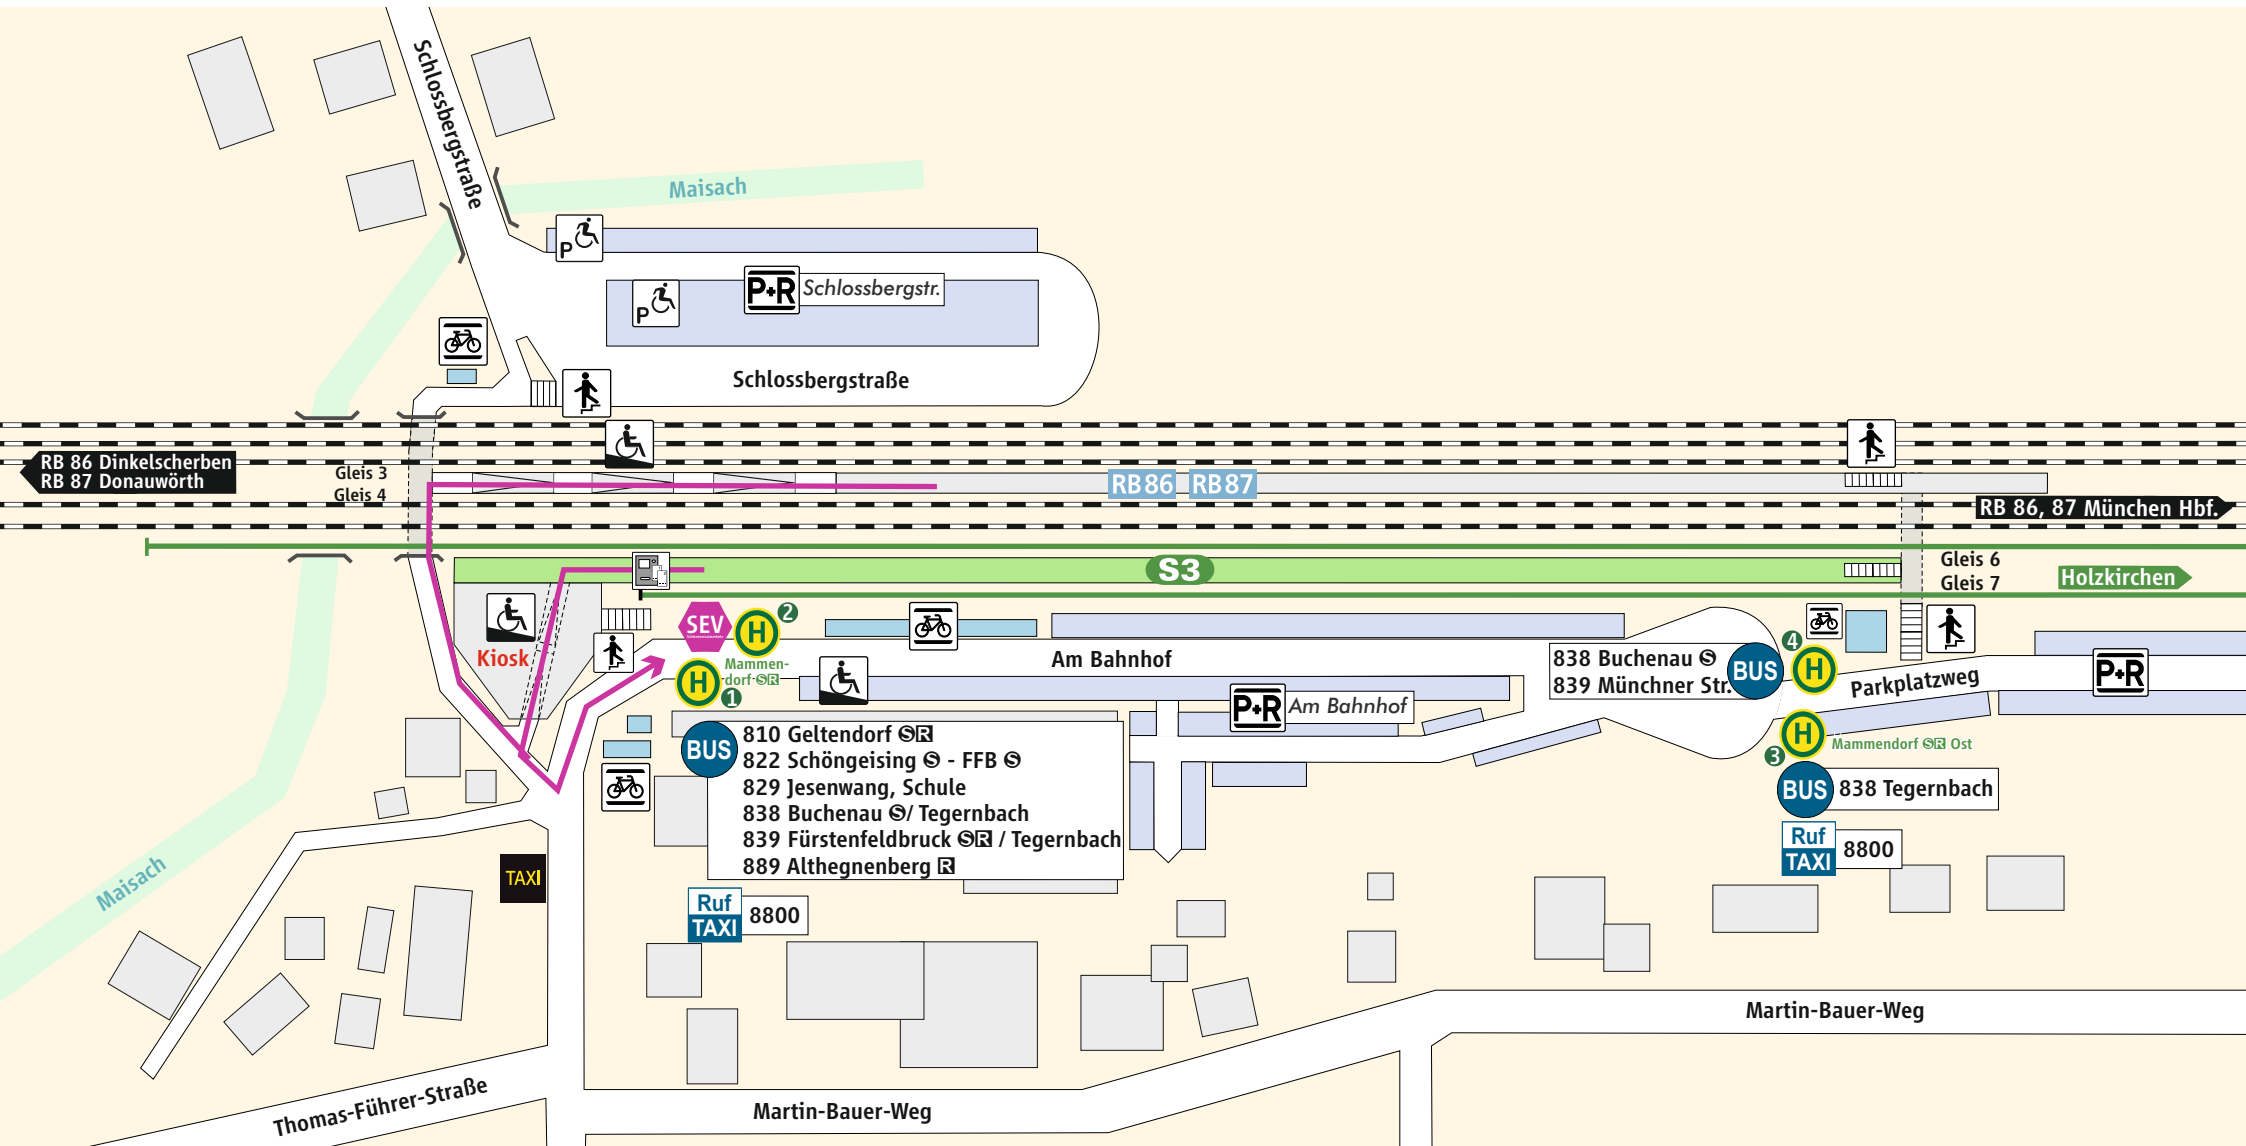 Schlossbergstraße
Maisach
P
P
P+R Schlossbergstr.
Schlossbergstraße
RB 86 Dinkelscherben
RB 87 Donauwörth
Gleis 3
Gleis 4
RB86 RB87
RB 86, 87 München Hbf.
S3
Gleis 6
Gleis 7
Holzkirchen
Kiosk
SEV
H 2
Mammen-
dorf S R
H 1
Am Bahnhof
P+R Am Bahnhof
838 Buchenau S
839 Münchner Str.
BUS
4 H
Parkplatzweg
P+R
H 3
Mammendorf S R Ost
BUS 838 Tegernbach
Ruf
TAXI 8800
BUS
810 Geltendorf S R
822 Schöngeising S - FFB S
829 Jesenwang, Schule
838 Buchenau S/ Tegernbach
839 Fürstenfeldbruck S R / Tegernbach
889 Althegnenberg R
Ruf
TAXI 8800
TAXI
Maisach
Thomas-Führer-Straße
Martin-Bauer-Weg
Martin-Bauer-Weg